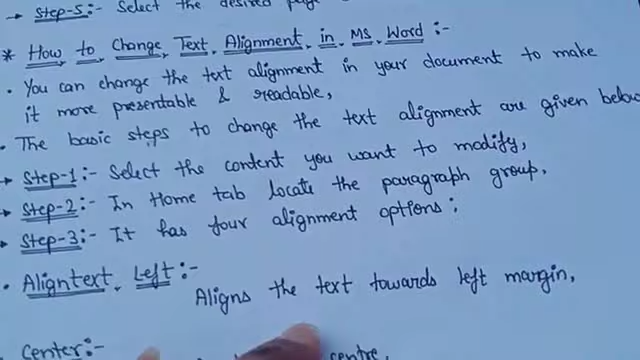 → Step-5:- Select the desired page
* How to Change Text Alignment in MS Word:-
• You can change the text alignment in your document to make
it more presentable & readable,
• The basic steps to change the text alignment are given below
→ Step-1:- Select the content you want to modify,
→ Step-2:- In Home tab locate the paragraph group,
→ Step-3:- It has four alignment options:
• Aligntext Left:-
Aligns the text towards left margin,
Center:-
centre,